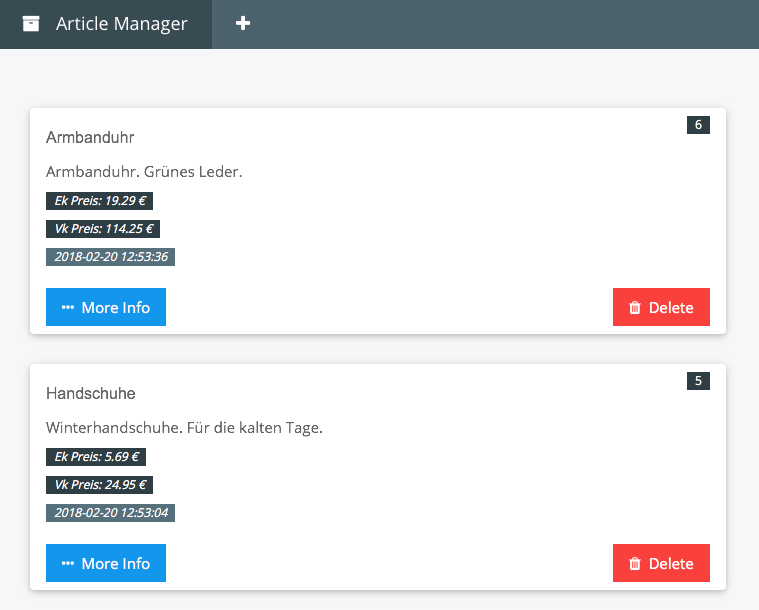 Article Manager
6
Armbanduhr
Armbanduhr. Grünes Leder.
Ek Preis: 19.29 €
Vk Preis: 114.25 €
2018-02-20 12:53:36
More Info
Delete
5
Handschuhe
Winterhandschuhe. Für die kalten Tage.
Ek Preis: 5.69 €
Vk Preis: 24.95 €
2018-02-20 12:53:04
More Info
Delete